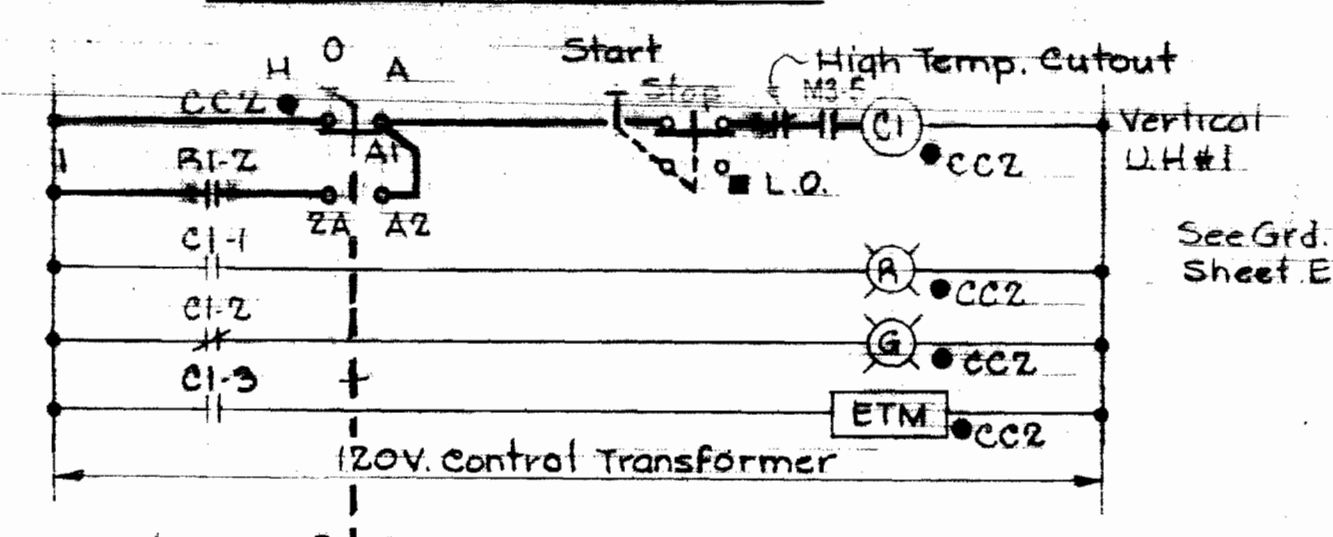 H O A
Start
High Temp. Cutout
CC2
Stop
M3-5
C1
Vertical
U.H#1
CC2
1
R1-2
A1
L.O.
2A
A2
C1-1
R
CC2
See Grd.
Sheet E
C1-2
G
CC2
C1-3
ETM
CC2
120V. Control Transformer